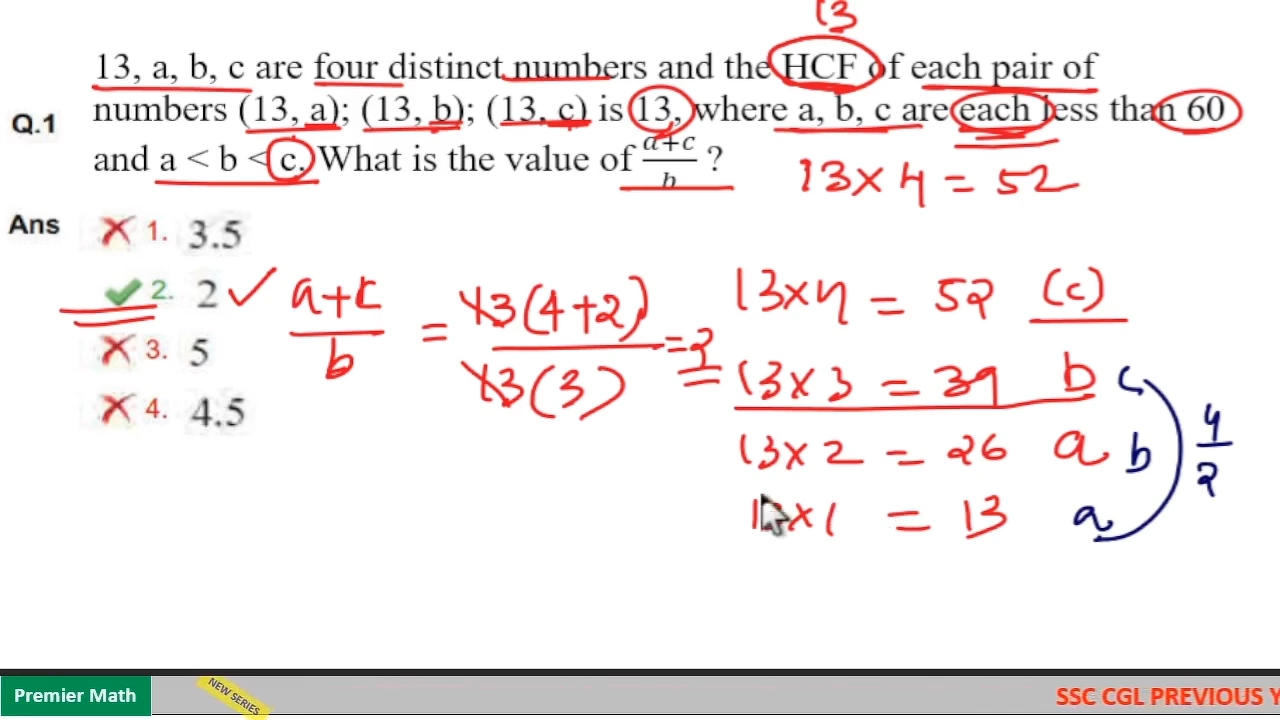 13
13, a, b, c are four distinct numbers and the HCF of each pair of
Q.1 numbers (13, a); (13, b); (13, c) is 13, where a, b, c are each less than 60
and a < b < c. What is the value of a+c/b ?
13×4 = 52
Ans
1. 3.5
2. 2
3. 5
4. 4.5
a+c/b = 13(4+2)/13(3) = 2
13×4 = 52 (c)
13×3 = 39 b c
13×2 = 26 a b
13×1 = 13 a
4/2
Premier Math
NEW SERIES
SSC CGL PREVIOUS Y